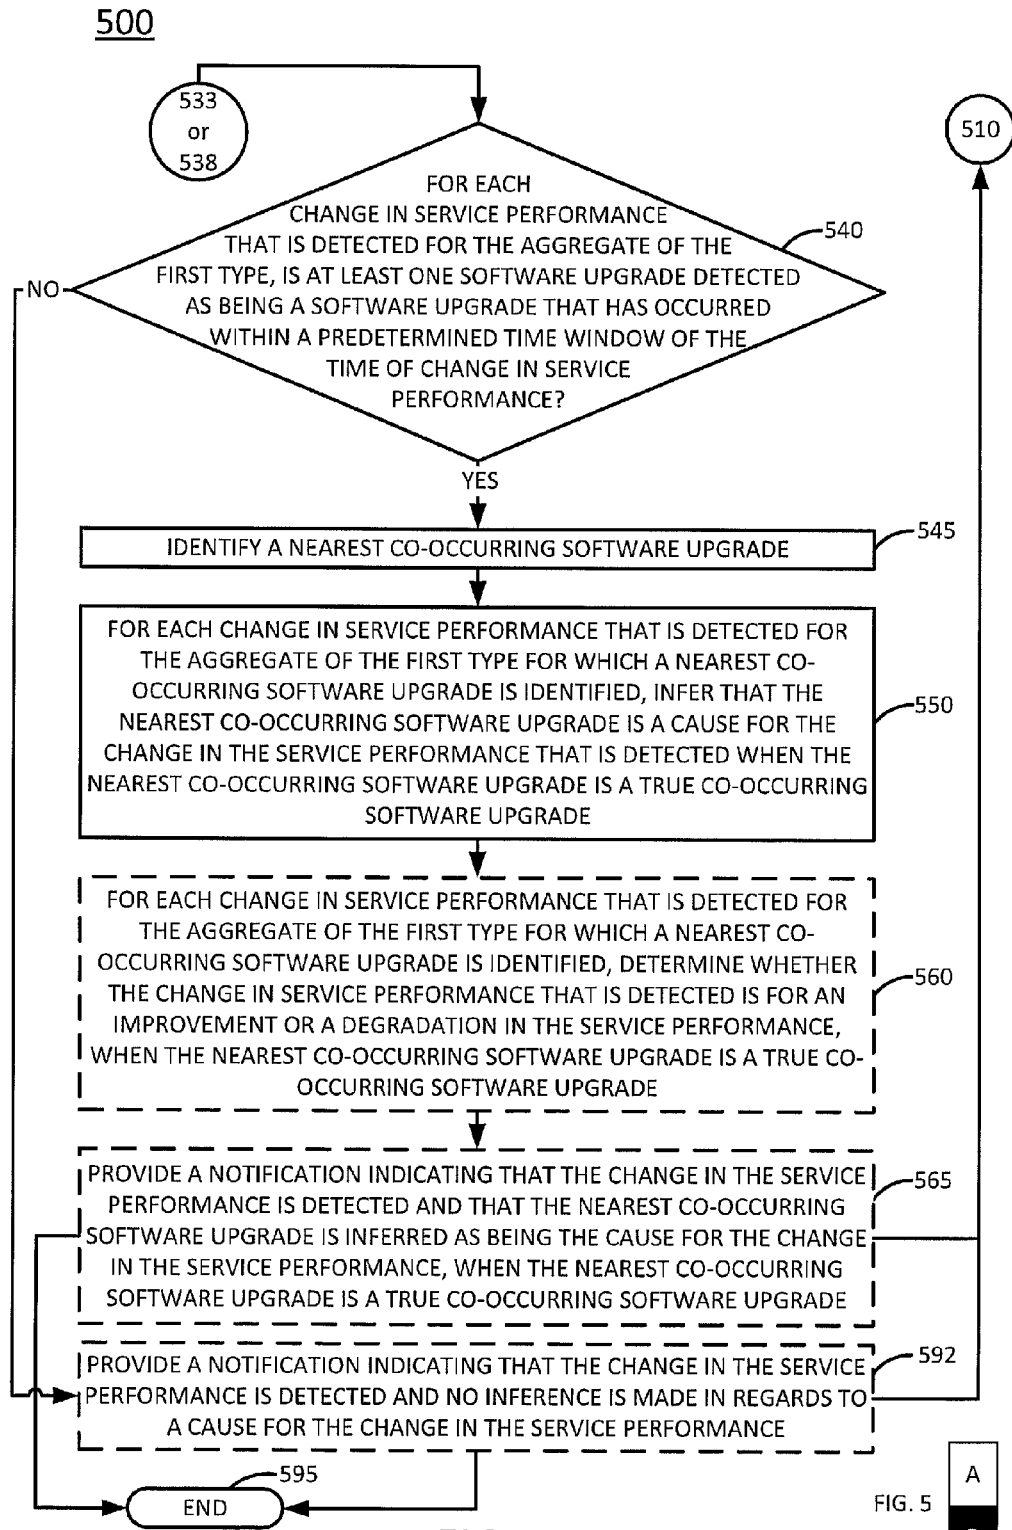 500
533
or
538
510
FOR EACH
CHANGE IN SERVICE PERFORMANCE
THAT IS DETECTED FOR THE AGGREGATE OF THE
FIRST TYPE, IS AT LEAST ONE SOFTWARE UPGRADE DETECTED
AS BEING A SOFTWARE UPGRADE THAT HAS OCCURRED
WITHIN A PREDETERMINED TIME WINDOW OF THE
TIME OF CHANGE IN SERVICE
PERFORMANCE?
540
NO
YES
IDENTIFY A NEAREST CO-OCCURRING SOFTWARE UPGRADE
545
FOR EACH CHANGE IN SERVICE PERFORMANCE THAT IS DETECTED FOR
THE AGGREGATE OF THE FIRST TYPE FOR WHICH A NEAREST CO-
OCCURRING SOFTWARE UPGRADE IS IDENTIFIED, INFER THAT THE
NEAREST CO-OCCURRING SOFTWARE UPGRADE IS A CAUSE FOR THE
CHANGE IN THE SERVICE PERFORMANCE THAT IS DETECTED WHEN THE
NEAREST CO-OCCURRING SOFTWARE UPGRADE IS A TRUE CO-OCCURRING
SOFTWARE UPGRADE
550
FOR EACH CHANGE IN SERVICE PERFORMANCE THAT IS DETECTED FOR
THE AGGREGATE OF THE FIRST TYPE FOR WHICH A NEAREST CO-
OCCURRING SOFTWARE UPGRADE IS IDENTIFIED, DETERMINE WHETHER
THE CHANGE IN SERVICE PERFORMANCE THAT IS DETECTED IS FOR AN
IMPROVEMENT OR A DEGRADATION IN THE SERVICE PERFORMANCE,
WHEN THE NEAREST CO-OCCURRING SOFTWARE UPGRADE IS A TRUE CO-
OCCURRING SOFTWARE UPGRADE
560
PROVIDE A NOTIFICATION INDICATING THAT THE CHANGE IN THE SERVICE
PERFORMANCE IS DETECTED AND THAT THE NEAREST CO-OCCURRING
SOFTWARE UPGRADE IS INFERRED AS BEING THE CAUSE FOR THE CHANGE
IN THE SERVICE PERFORMANCE, WHEN THE NEAREST CO-OCCURRING
SOFTWARE UPGRADE IS A TRUE CO-OCCURRING SOFTWARE UPGRADE
565
PROVIDE A NOTIFICATION INDICATING THAT THE CHANGE IN THE SERVICE
PERFORMANCE IS DETECTED AND NO INFERENCE IS MADE IN REGARDS TO
A CAUSE FOR THE CHANGE IN THE SERVICE PERFORMANCE
592
595
END
FIG. 5
A